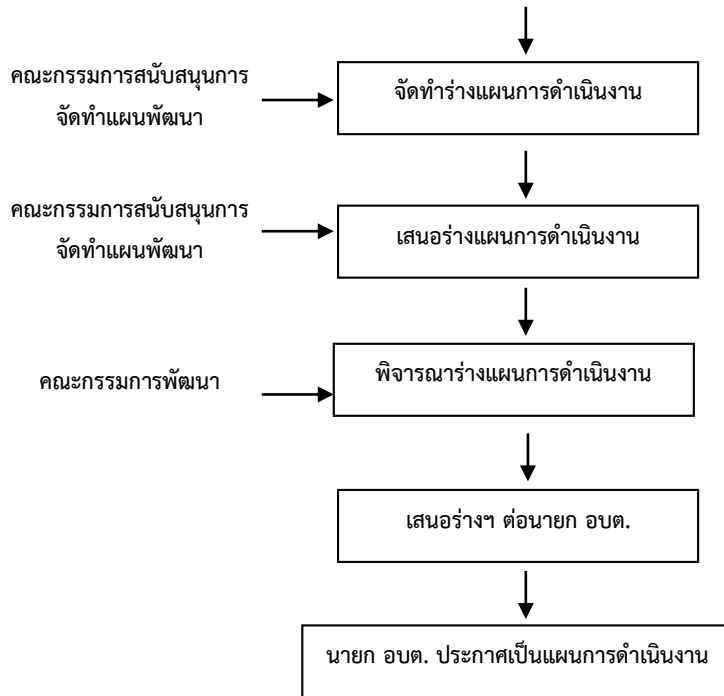 คณะกรรมการสนับสนุนการ
จัดทำแผนพัฒนา
จัดทำร่างแผนการดำเนินงาน
คณะกรรมการสนับสนุนการ
จัดทำแผนพัฒนา
เสนอร่างแผนการดำเนินงาน
คณะกรรมการพัฒนา
พิจารณาร่างแผนการดำเนินงาน
เสนอร่างฯ ต่อนายก อบต.
นายก อบต. ประกาศเป็นแผนการดำเนินงาน